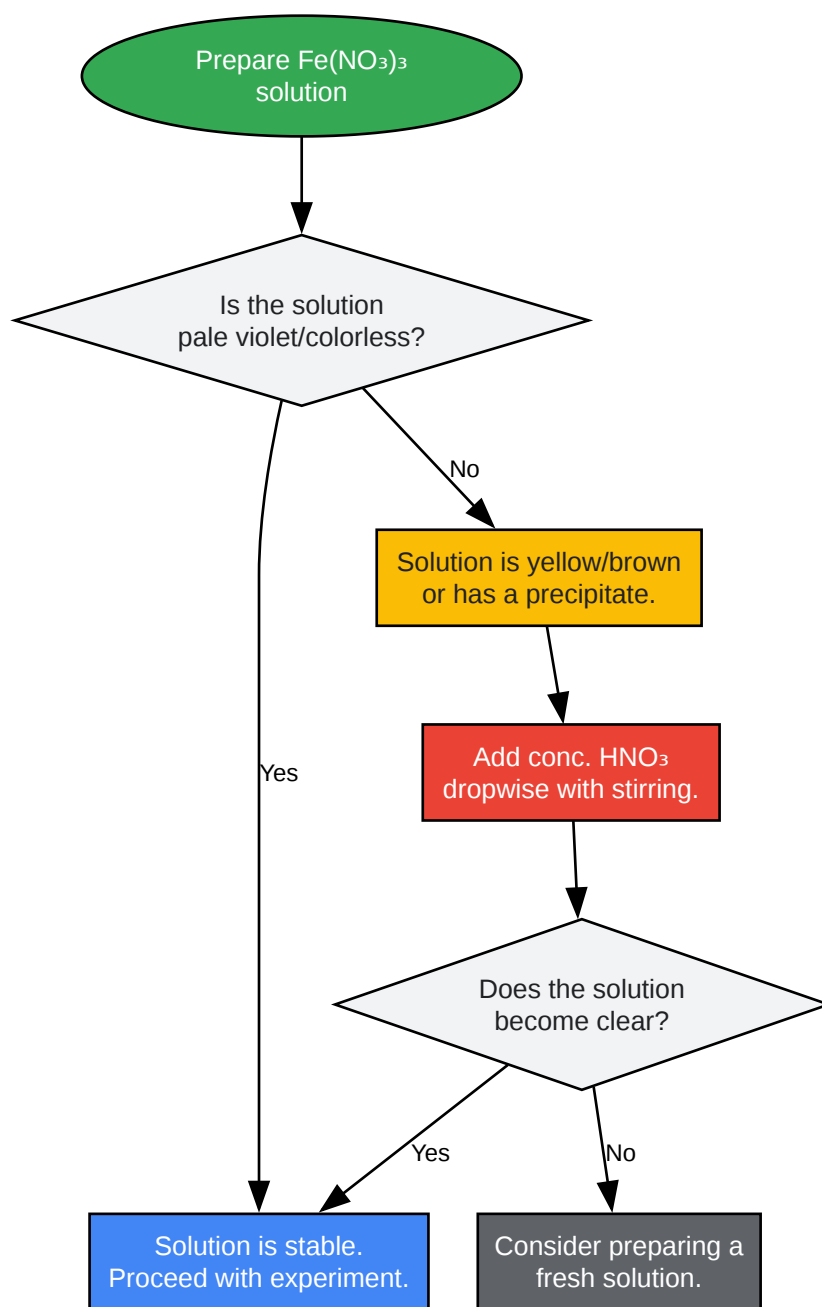 Prepare Fe(NO₃)₃
solution
Is the solution
pale violet/colorless?
No
Solution is yellow/brown
or has a precipitate.
Yes
Add conc. HNO₃
dropwise with stirring.
Does the solution
become clear?
Yes
No
Solution is stable.
Proceed with experiment.
Consider preparing a
fresh solution.